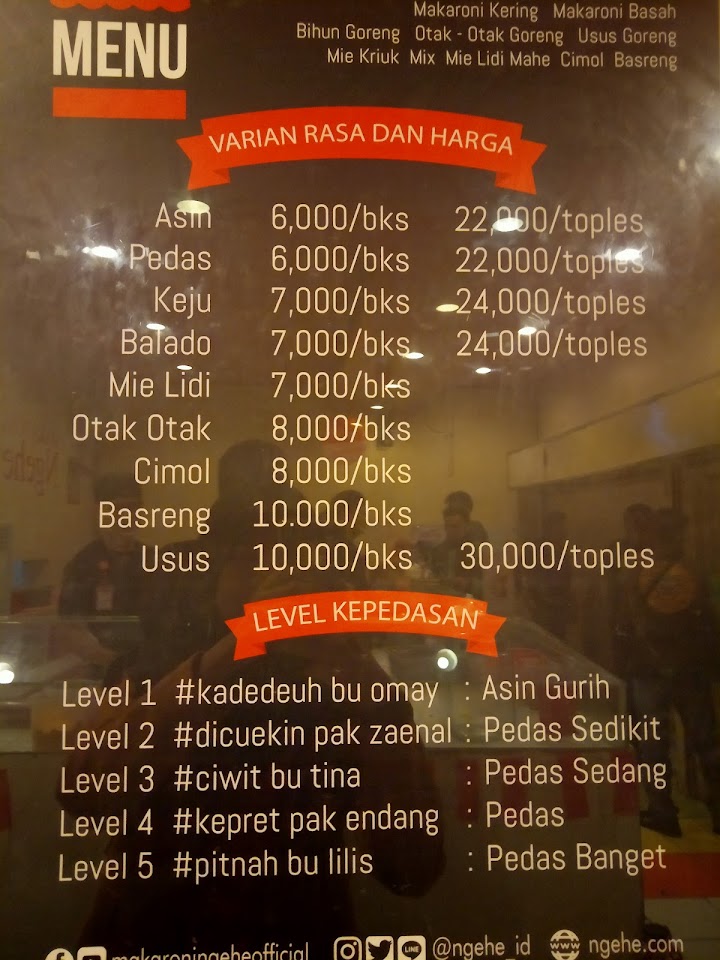 MENU
Makaroni Kering Makaroni Basah
Bihun Goreng Otak - Otak Goreng Usus Goreng
Mie Kriuk Mix Mie Lidi Mahe Cimol Basreng
VARIAN RASA DAN HARGA
Asin 6,000/bks 22,000/toples
Pedas 6,000/bks 22,000/toples
Keju 7,000/bks 24,000/toples
Balado 7,000/bks 24,000/toples
Mie Lidi 7,000/bks
Otak Otak 8,000/bks
Cimol 8,000/bks
Basreng 10.000/bks
Usus 10,000/bks 30,000/toples
LEVEL KEPEDASAN
Level 1 #kadedeuh bu omay : Asin Gurih
Level 2 #dicuekin pak zaenal : Pedas Sedikit
Level 3 #ciwit bu tina : Pedas Sedang
Level 4 #kepret pak endang : Pedas
Level 5 #pitnah bu lilis : Pedas Banget
makaroningeheofficial @ngehe_id ngehe.com